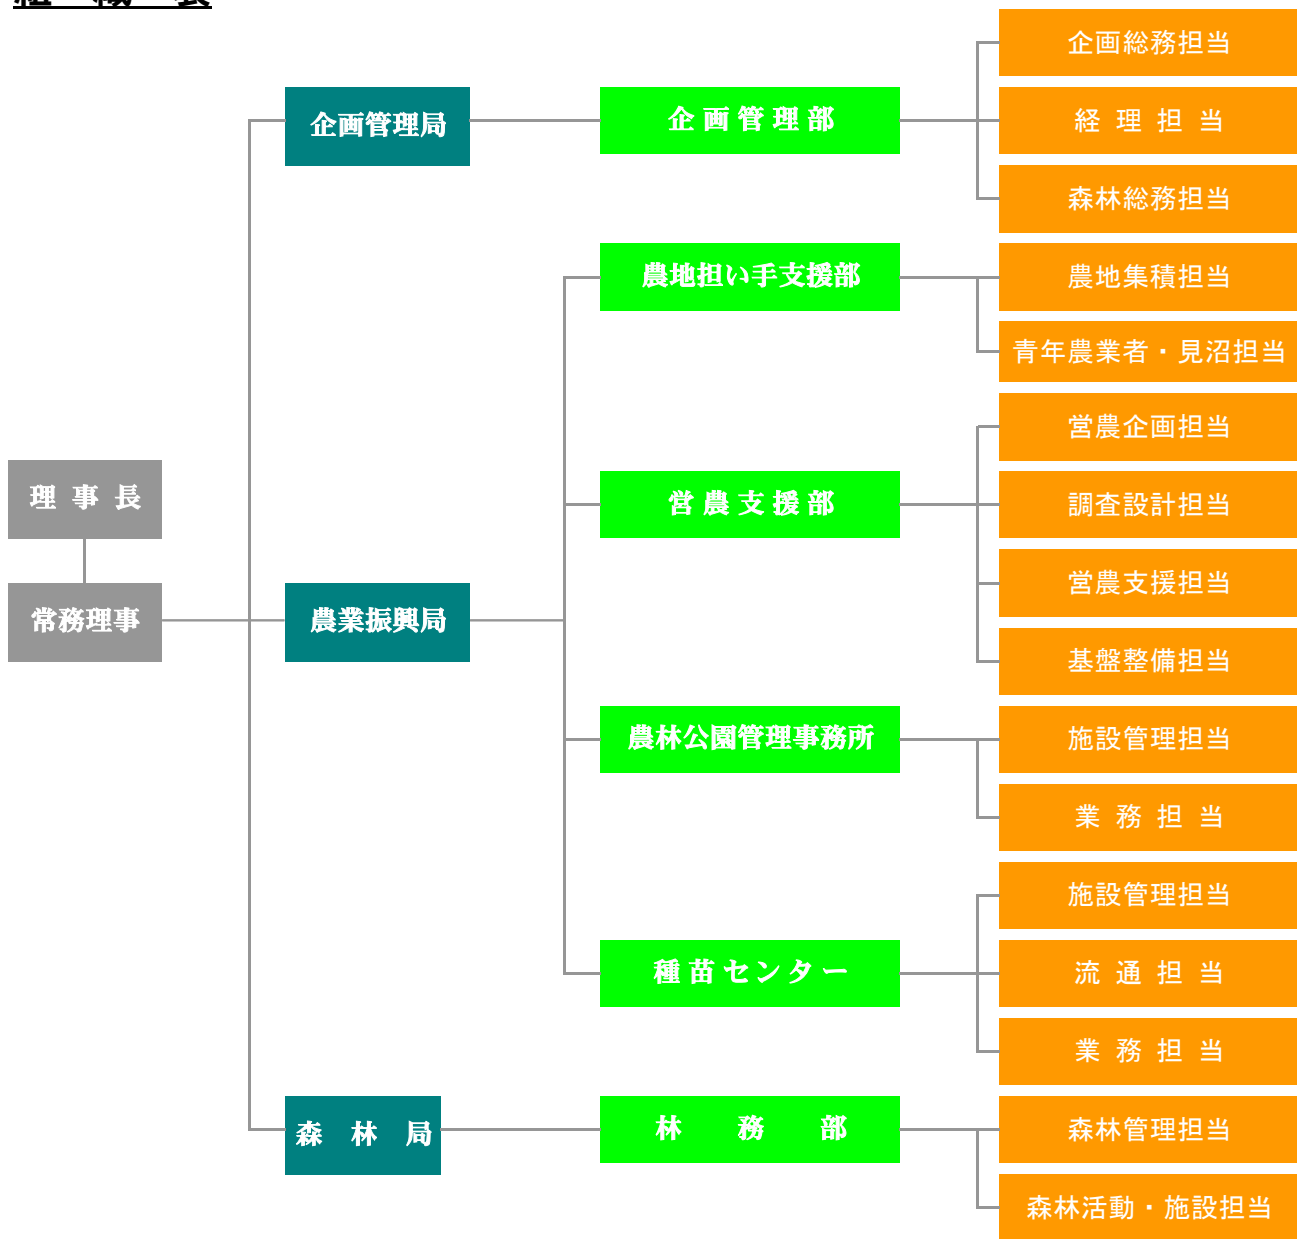 組　織　表
企画総務担当
企画管理局
企画管理部
経理担当
森林総務担当
農地担い手支援部
農地集積担当
青年農業者・見沼担当
営農企画担当
理事長
営農支援部
調査設計担当
営農支援担当
常務理事
農業振興局
基盤整備担当
農林公園管理事務所
施設管理担当
業務担当
施設管理担当
種苗センター
流通担当
業務担当
森　林　局
林　　務　　部
森林管理担当
森林活動・施設担当